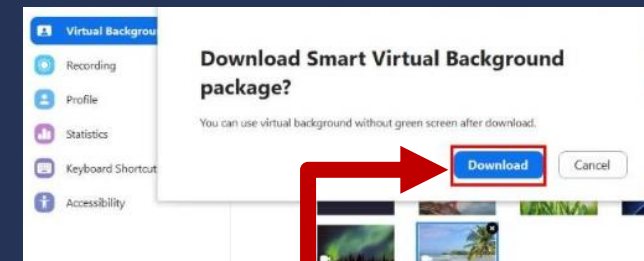 Virtual Backgrou
Recording
Profile
Statistics
Keyboard Shortcut
Accessibility
Download Smart Virtual Background
package?
You can use virtual background without green screen after download.
Download
Cancel